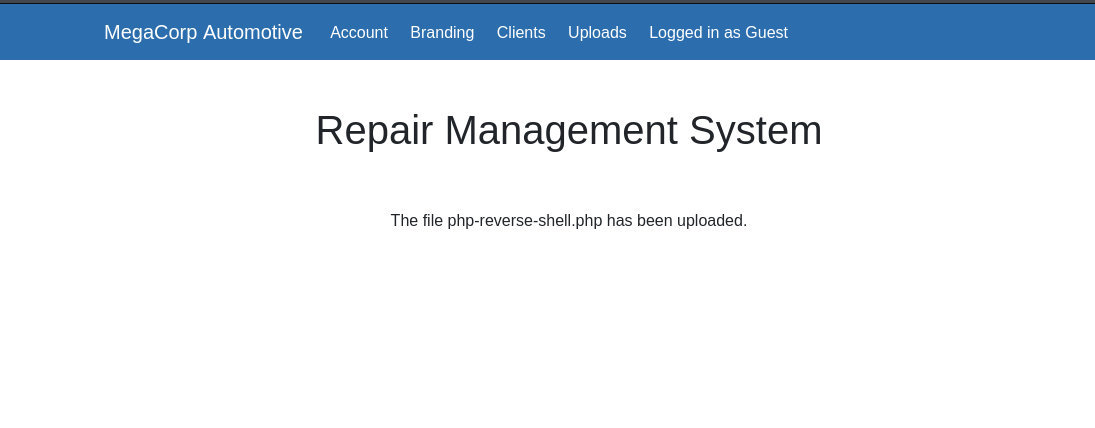 MegaCorp Automotive Account Branding Clients Uploads Logged in as Guest
Repair Management System
The file php-reverse-shell.php has been uploaded.